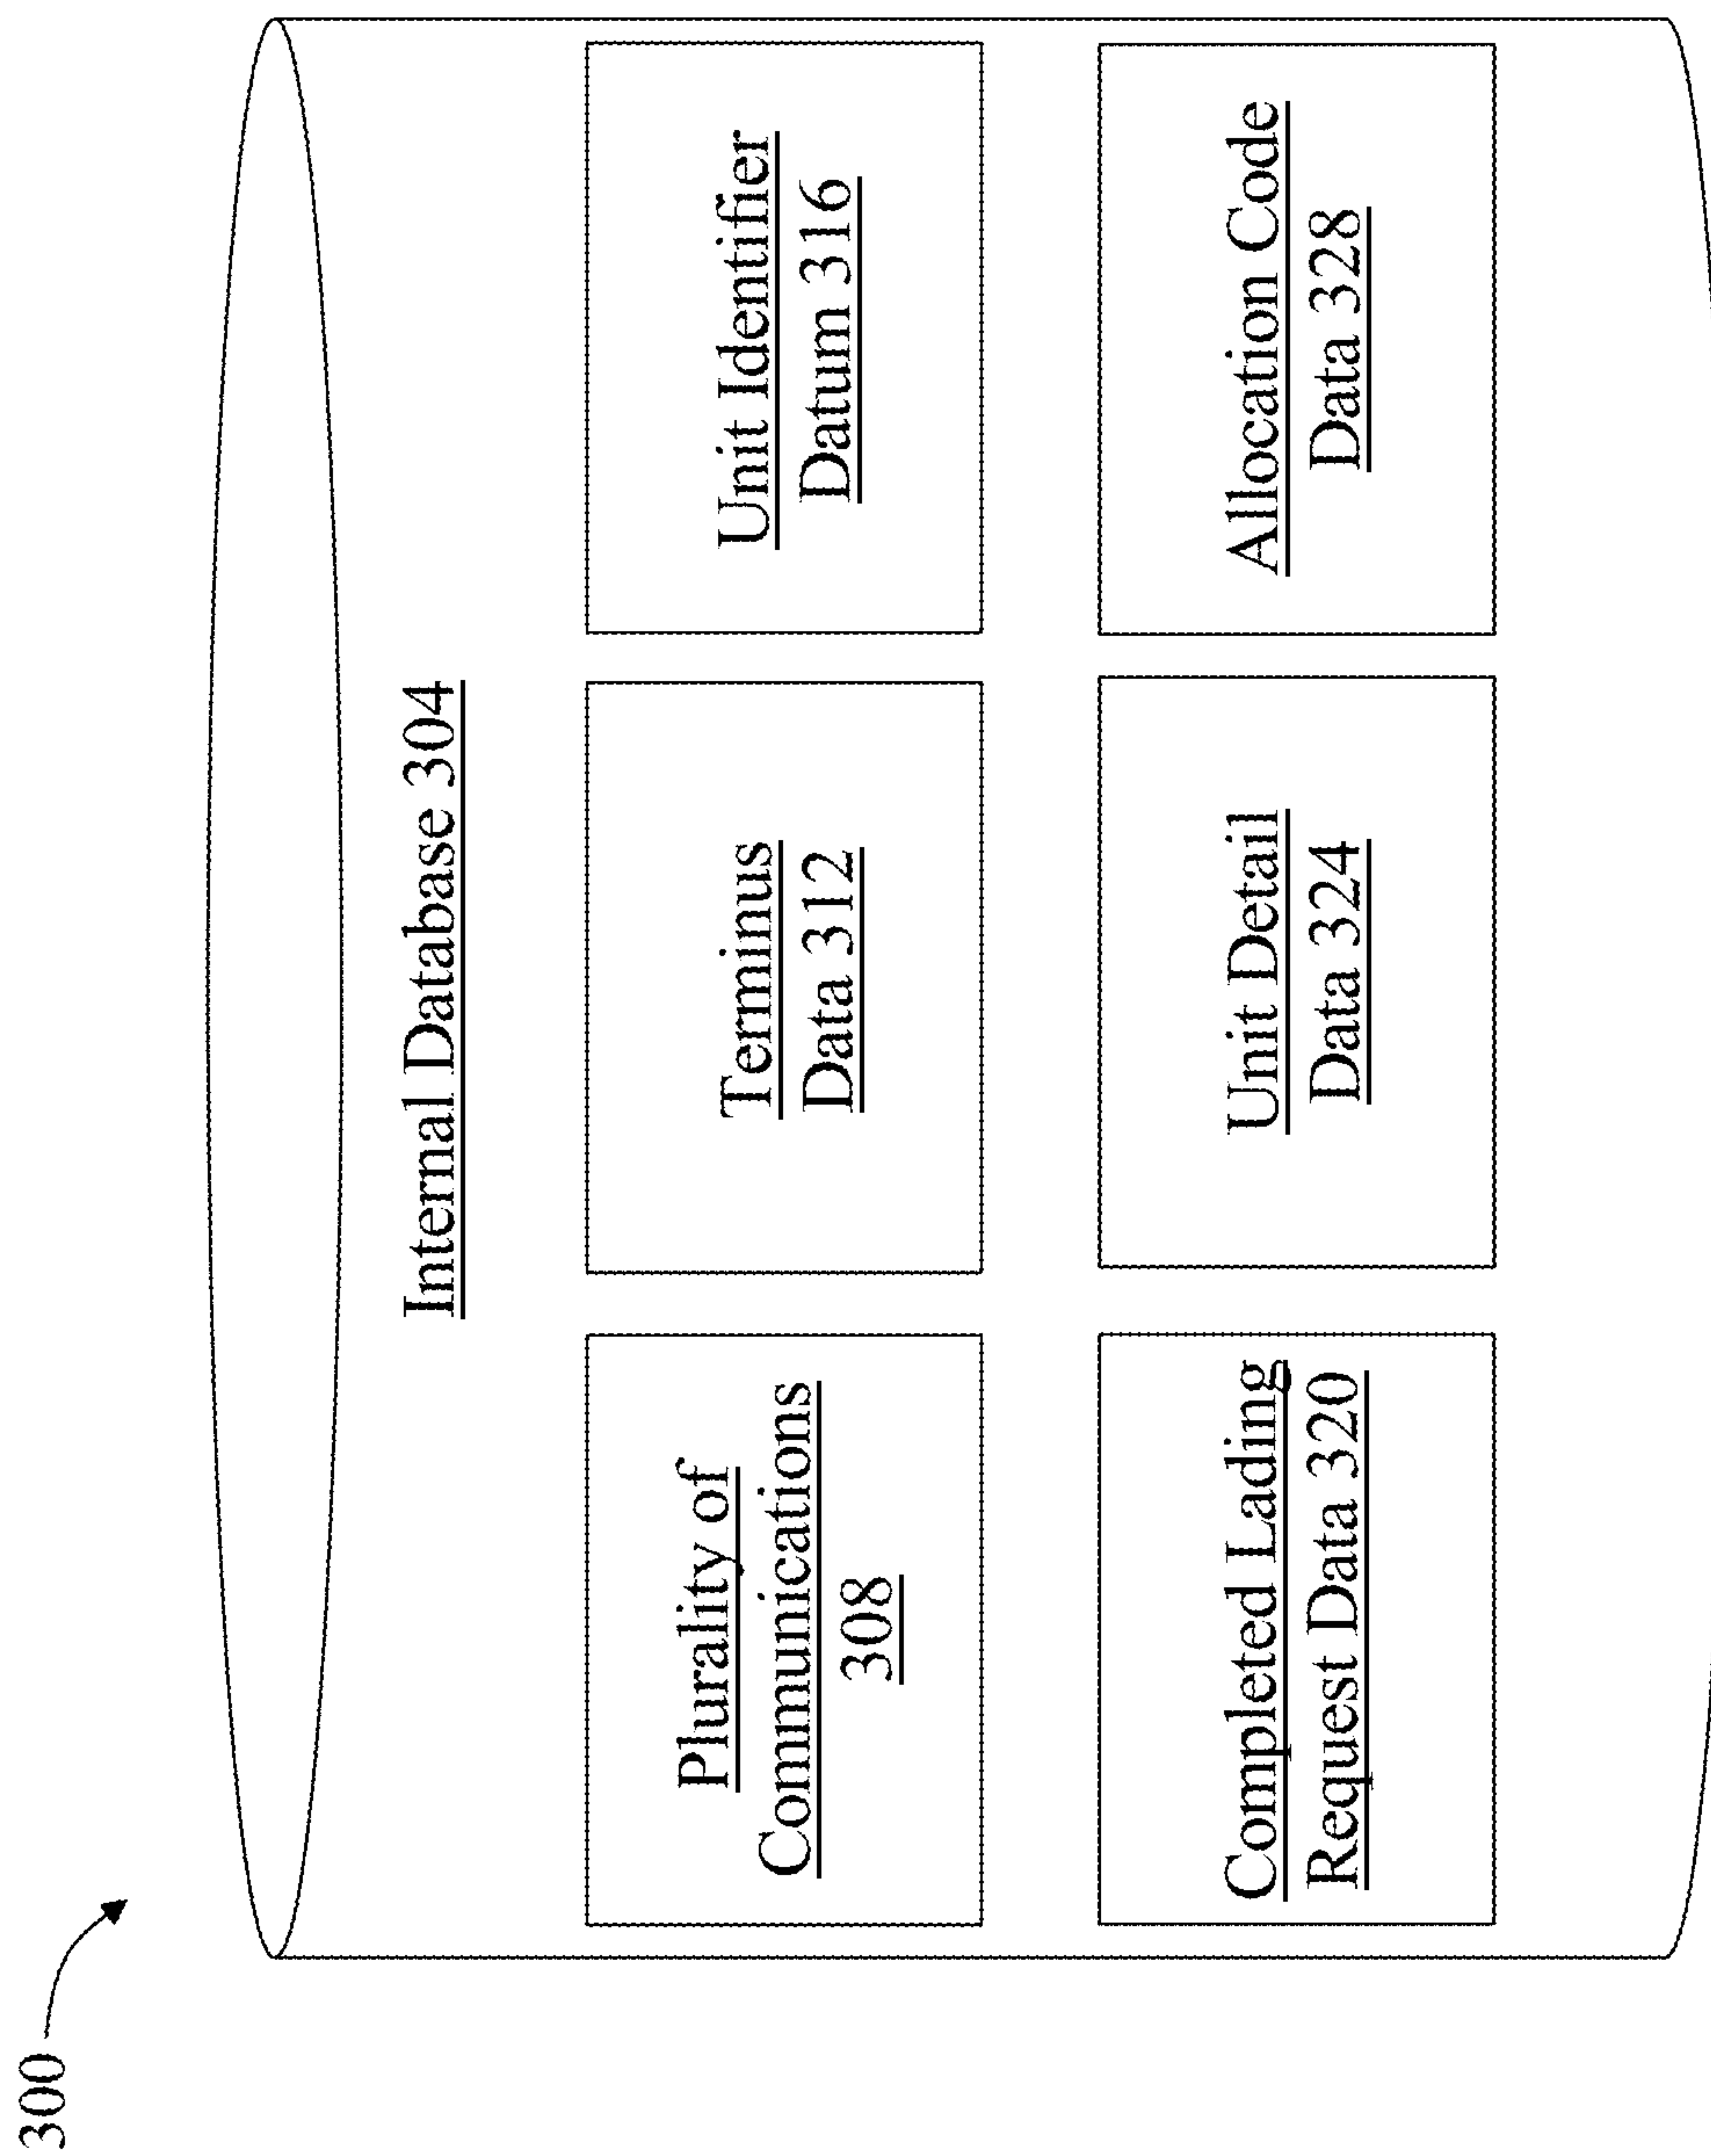 300
Internal Database 304
Plurality of
Communications
308
Terminus
Data 312
Unit Identifier
Datum 316
Completed Lading
Request Data 320
Unit Detail
Data 324
Allocation Code
Data 328